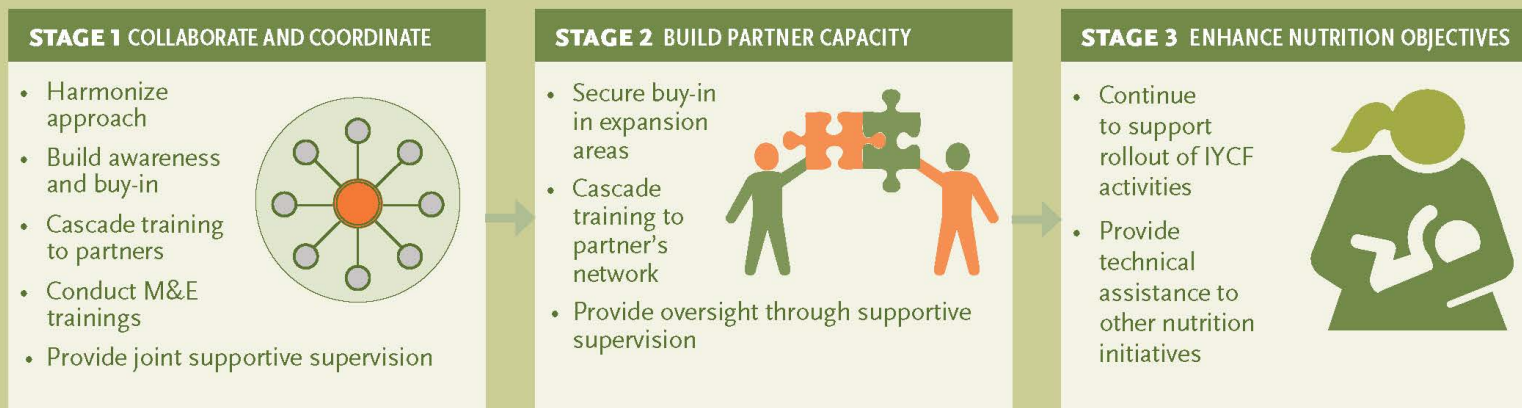 STAGE 1 COLLABORATE AND COORDINATE
• Harmonize
approach
• Build awareness
and buy-in
• Cascade training
to partners
• Conduct M&E
trainings
• Provide joint supportive supervision
STAGE 2 BUILD PARTNER CAPACITY
• Secure buy-in
in expansion
areas
• Cascade
training to
partner's
network
• Provide oversight through supportive
supervision
STAGE 3 ENHANCE NUTRITION OBJECTIVES
• Continue
to support
rollout of IYCF
activities
• Provide
technical
assistance to
other nutrition
initiatives